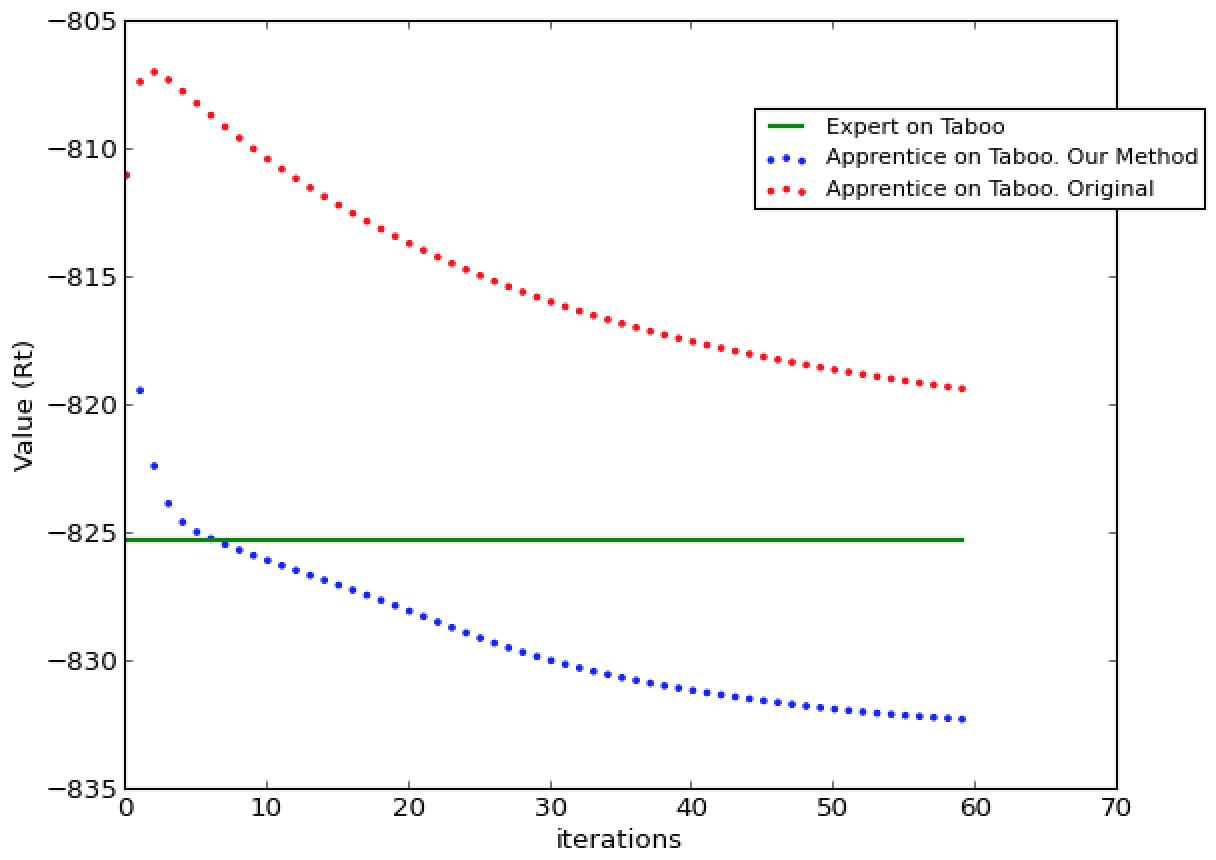 −805
−810
−815
−820
−825
−830
−835
Value (Rt)
Expert on Taboo
Apprentice on Taboo. Our Method
Apprentice on Taboo. Original
0 10 20 30 40 50 60 70
iterations